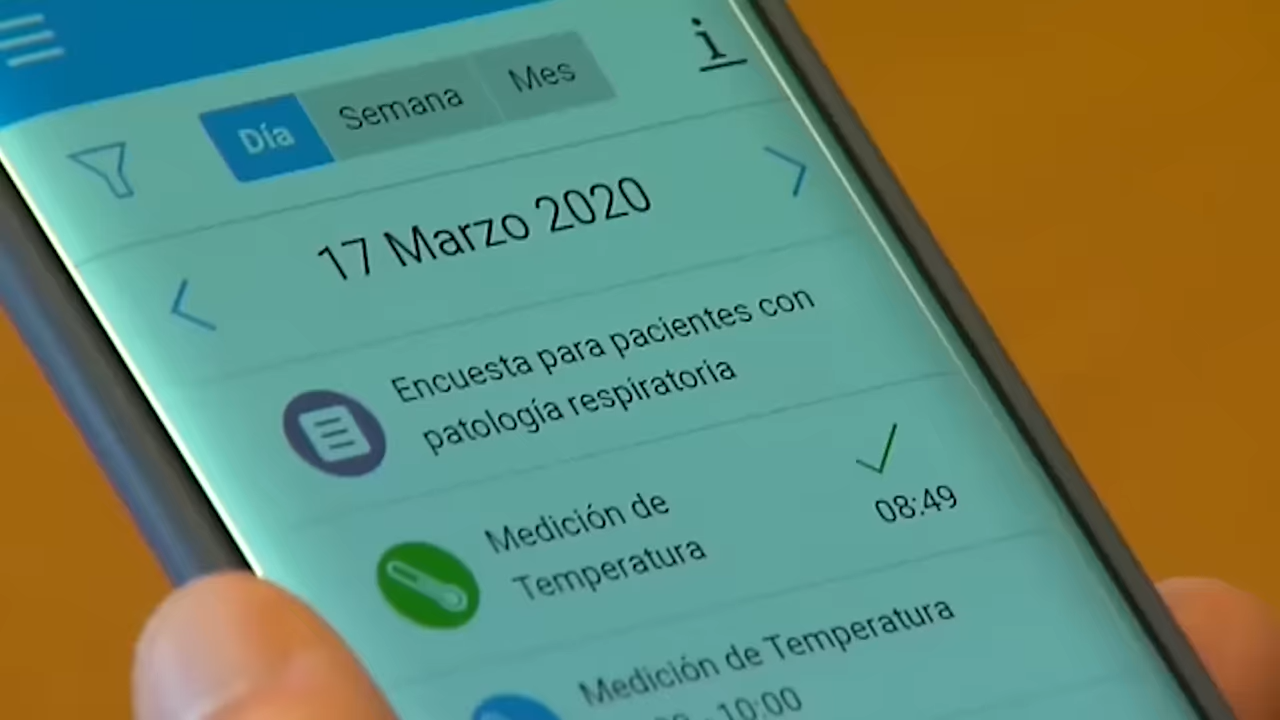 Día Semana Mes
17 Marzo 2020
Encuesta para pacientes con
patología respiratoria
Medición de
Temperatura
08:49
Medición de Temperatura
- 10:00